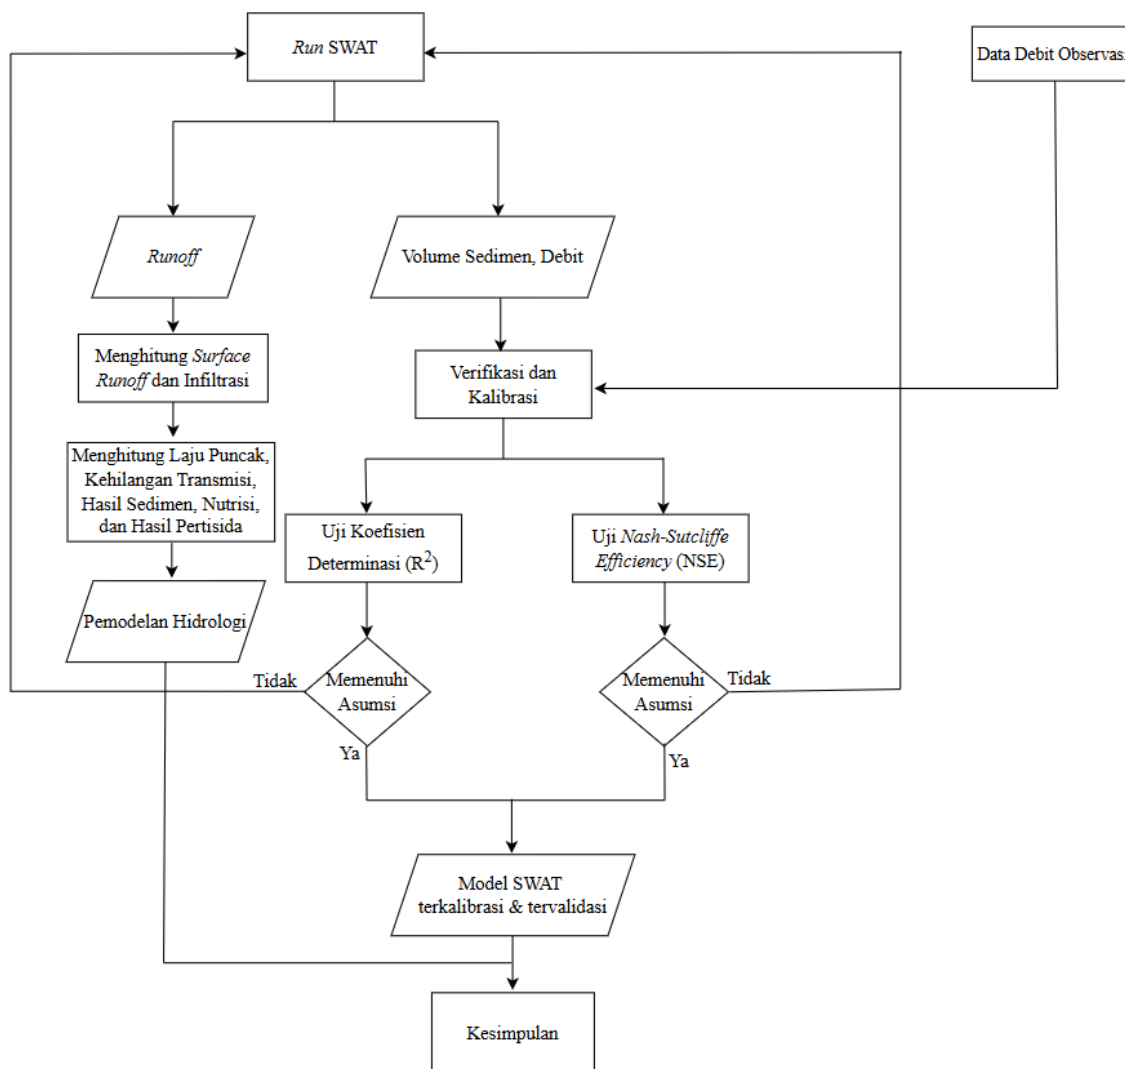 Run SWAT
Data Debit Observasi
Runoff
Volume Sedimen, Debit
Menghitung Surface
Runoff dan Infiltrasi
Verifikasi dan
Kalibrasi
Menghitung Laju Puncak,
Kehilangan Transmisi,
Hasil Sedimen, Nutrisi,
dan Hasil Pertisida
Uji Koefisien
Determinasi (R²)
Uji Nash-Sutcliffe
Efficiency (NSE)
Pemodelan Hidrologi
Tidak
Memenuhi
Asumsi
Memenuhi
Asumsi
Tidak
Ya
Ya
Model SWAT
terkalibrasi & tervalidasi
Kesimpulan